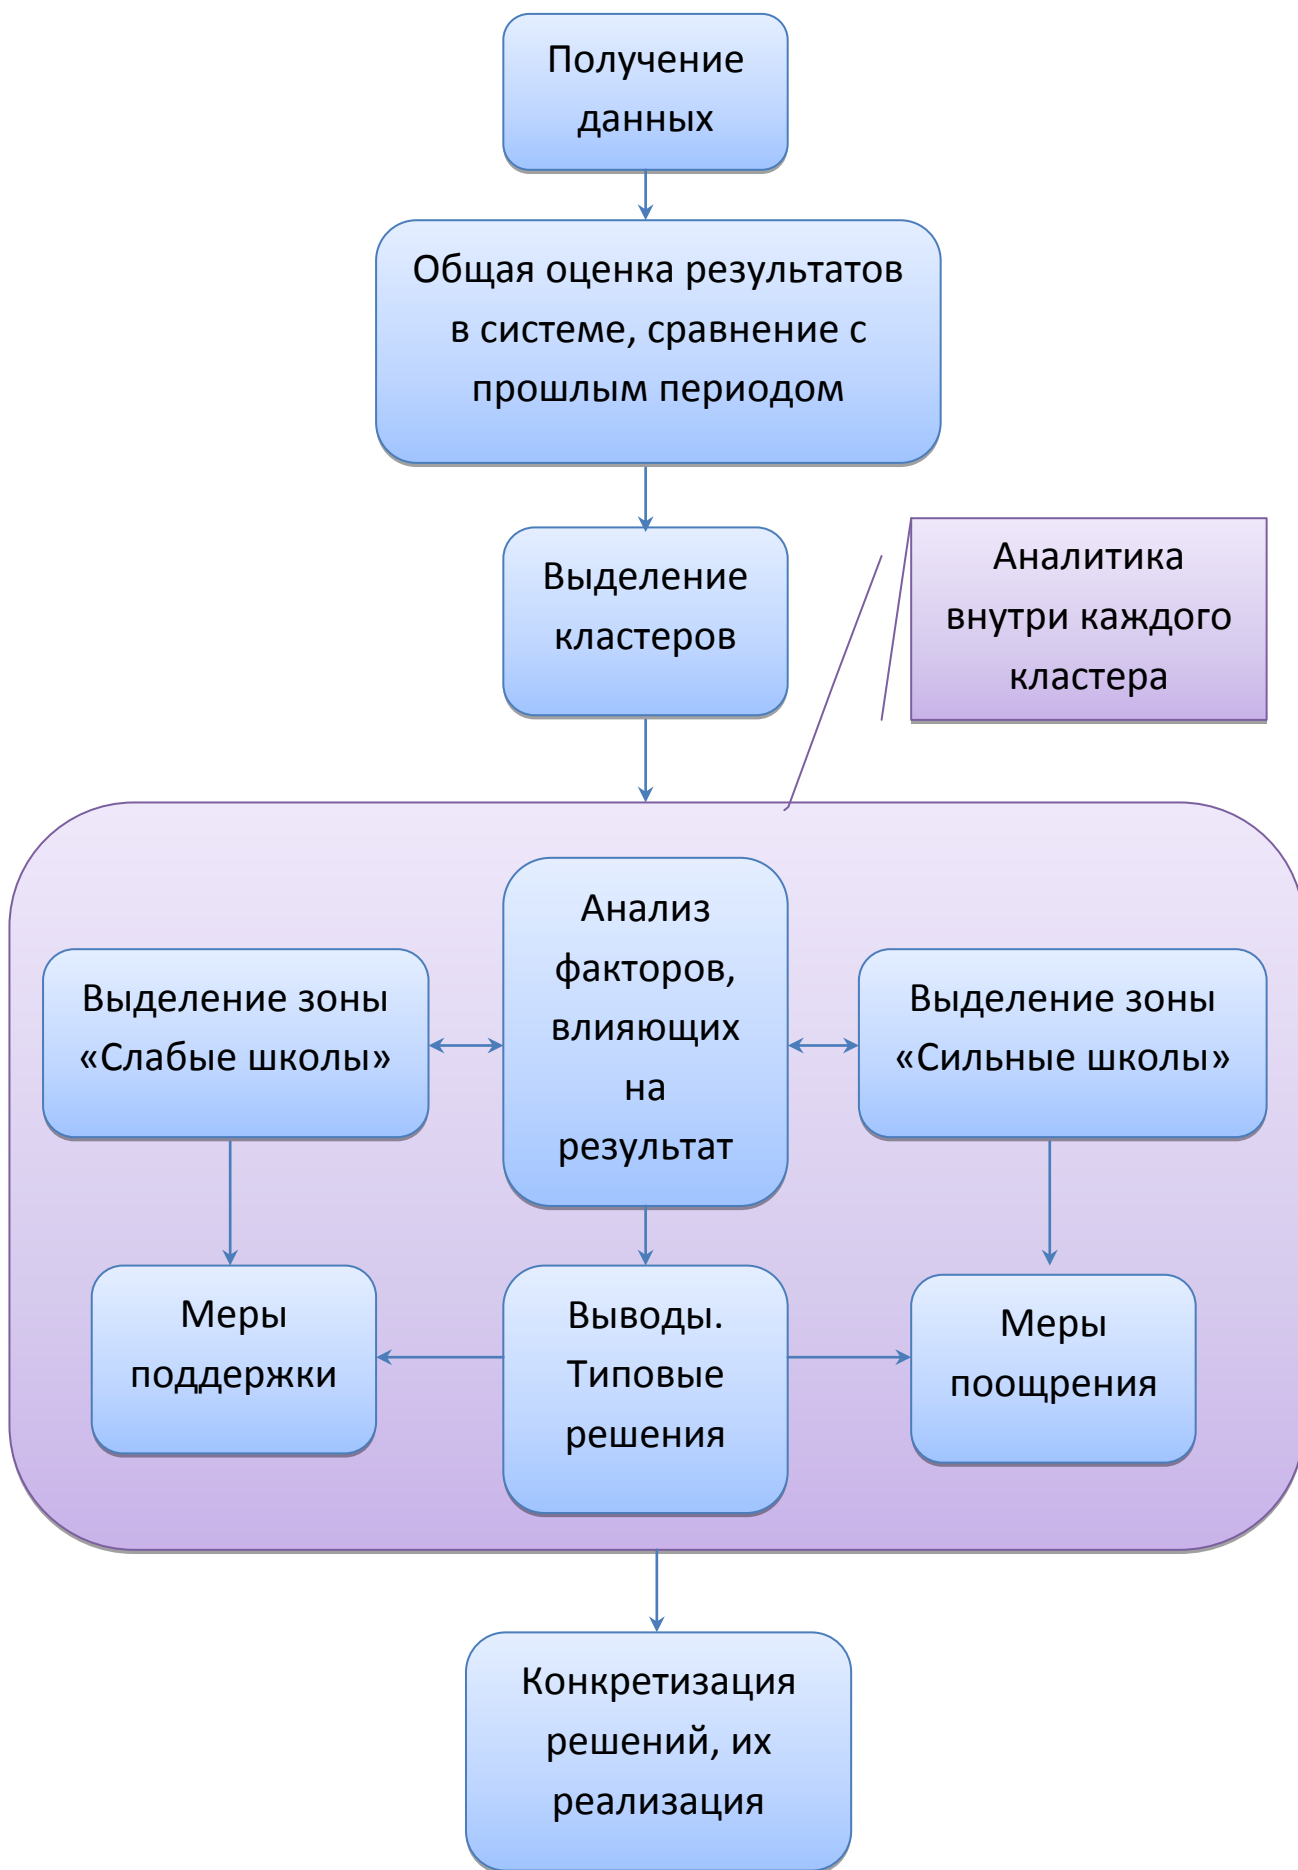 Получение
данных
Общая оценка результатов
в системе, сравнение с
прошлым периодом
Выделение
кластеров
Аналитика
внутри каждого
кластера
Выделение зоны
«Слабые школы»
Анализ
факторов,
влияющих
на
результат
Выделение зоны
«Сильные школы»
Меры
поддержки
Выводы.
Типовые
решения
Меры
поощрения
Конкретизация
решений, их
реализация